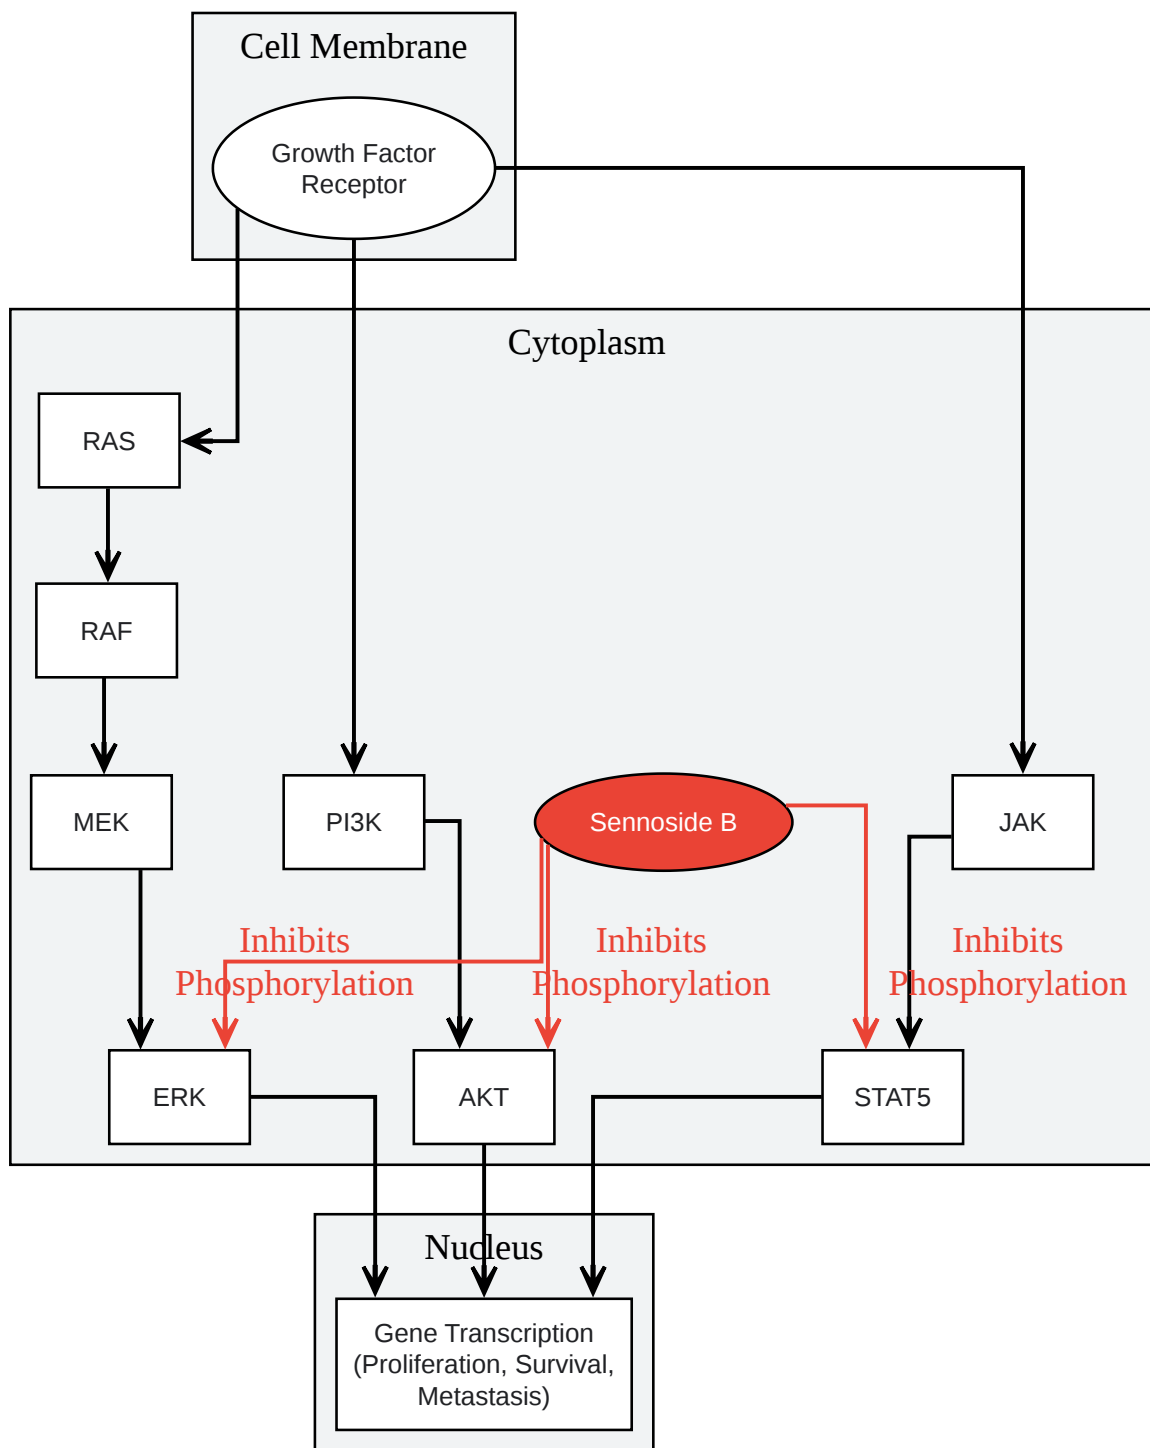 Cell Membrane
Growth Factor
Receptor
Cytoplasm
RAS
RAF
MEK
PI3K
Sennoside B
JAK
Inhibits
Phosphorylation
Inhibits
Phosphorylation
Inhibits
Phosphorylation
ERK
AKT
STAT5
Nucleus
Gene Transcription
(Proliferation, Survival,
Metastasis)